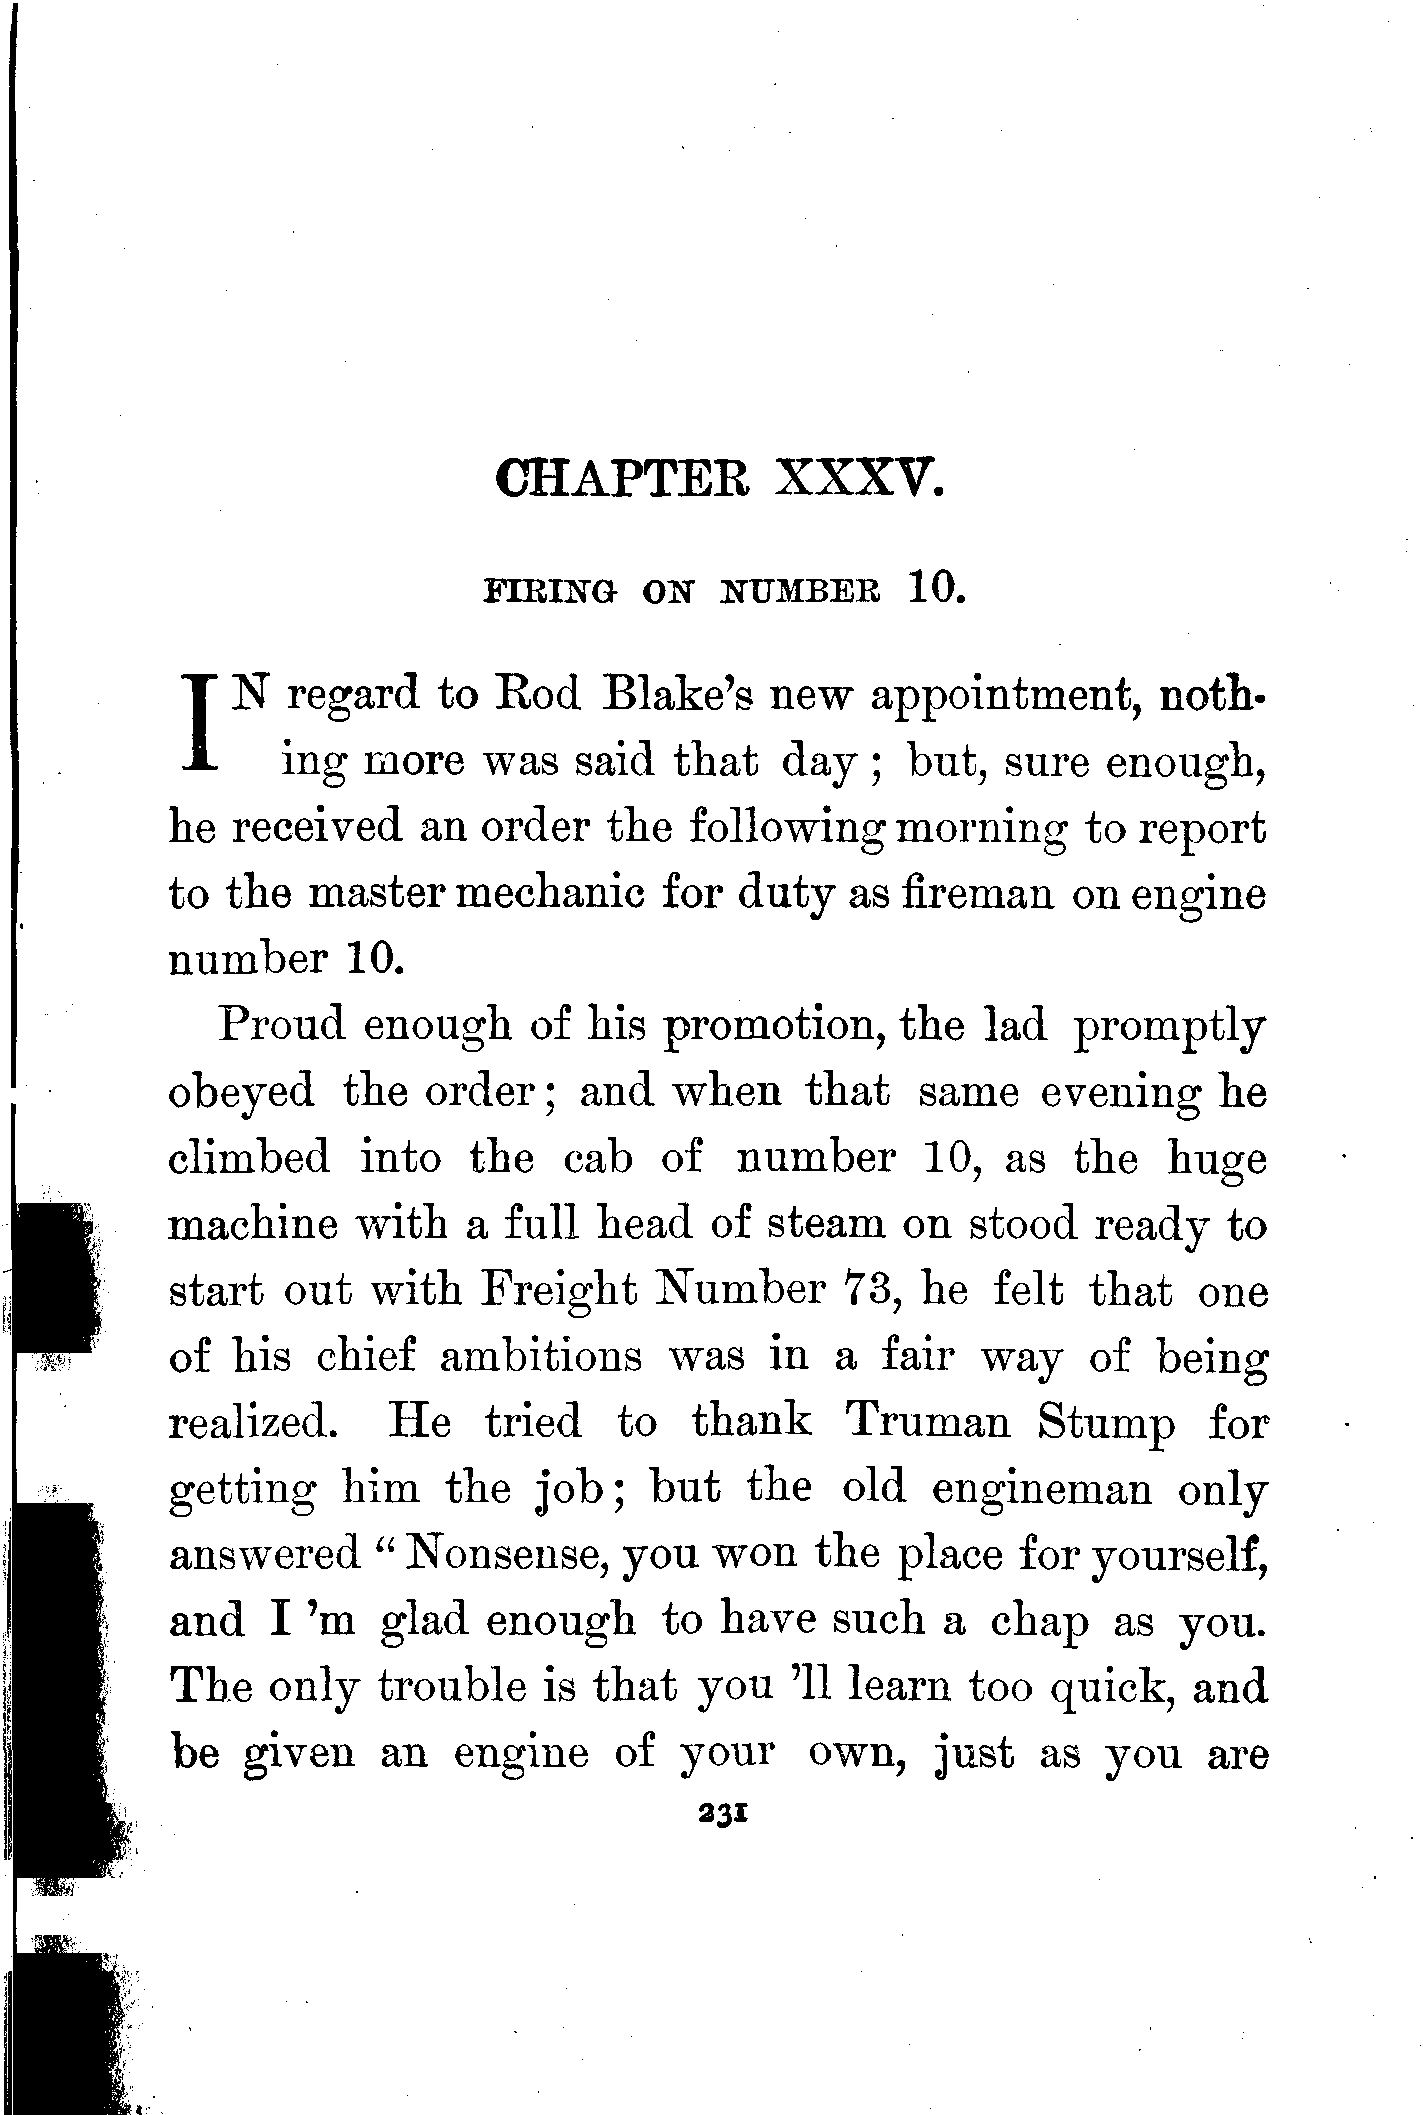 CHAPTER XXXV.
FIRING ON NUMBER 10.
IN regard to Rod Blake's new appointment, noth-
ing more was said that day; but, sure enough,
he received an order the following morning to report
to the master mechanic for duty as fireman on engine
number 10.
Proud enough of his promotion, the lad promptly
obeyed the order; and when that same evening he
climbed into the cab of number 10, as the huge
machine with a full head of steam on stood ready to
start out with Freight Number 73, he felt that one
of his chief ambitions was in a fair way of being
realized. He tried to thank Truman Stump for
getting him the job; but the old engineman only
answered "Nonsense, you won the place for yourself,
and I 'm glad enough to have such a chap as you.
The only trouble is that you 'll learn too quick, and
be given an engine of your own, just as you are
231